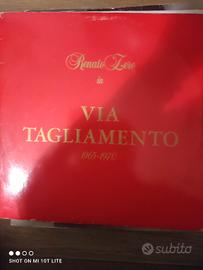 Renato Zero
in
VIA
TAGLIAMENTO
1965-1970
SHOT ON MI 10T LITE
subito